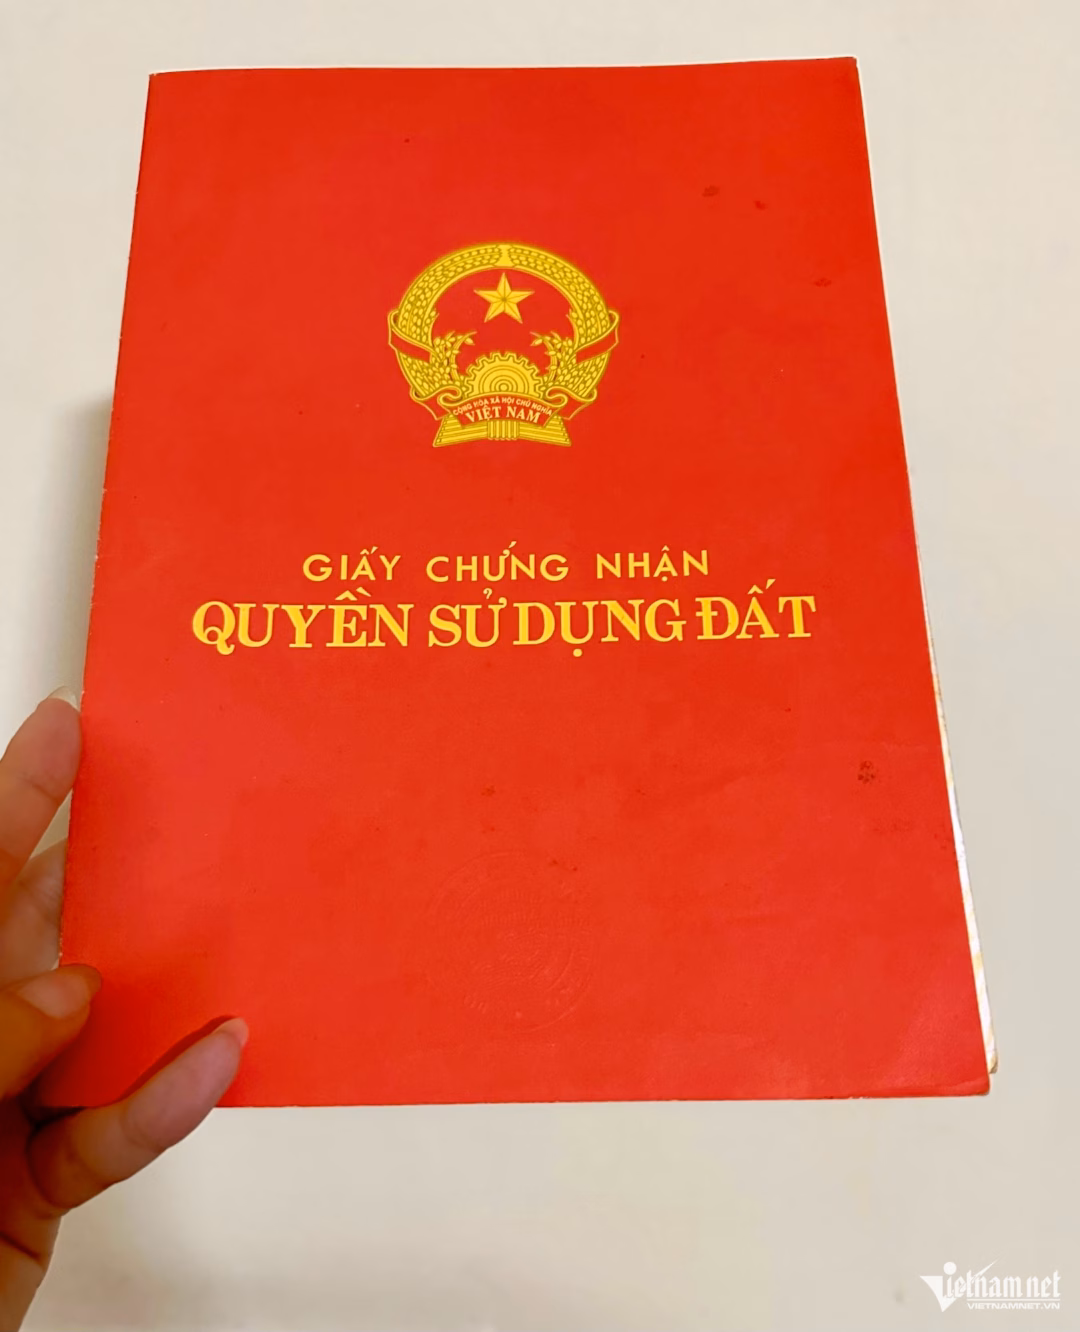 CỘNG HÒA XÃ HỘI CHỦ NGHĨA
VIỆT NAM
GIẤY CHỨNG NHẬN
QUYỀN SỬ DỤNG ĐẤT
Vietnamnet
VIETNAMNET.VN